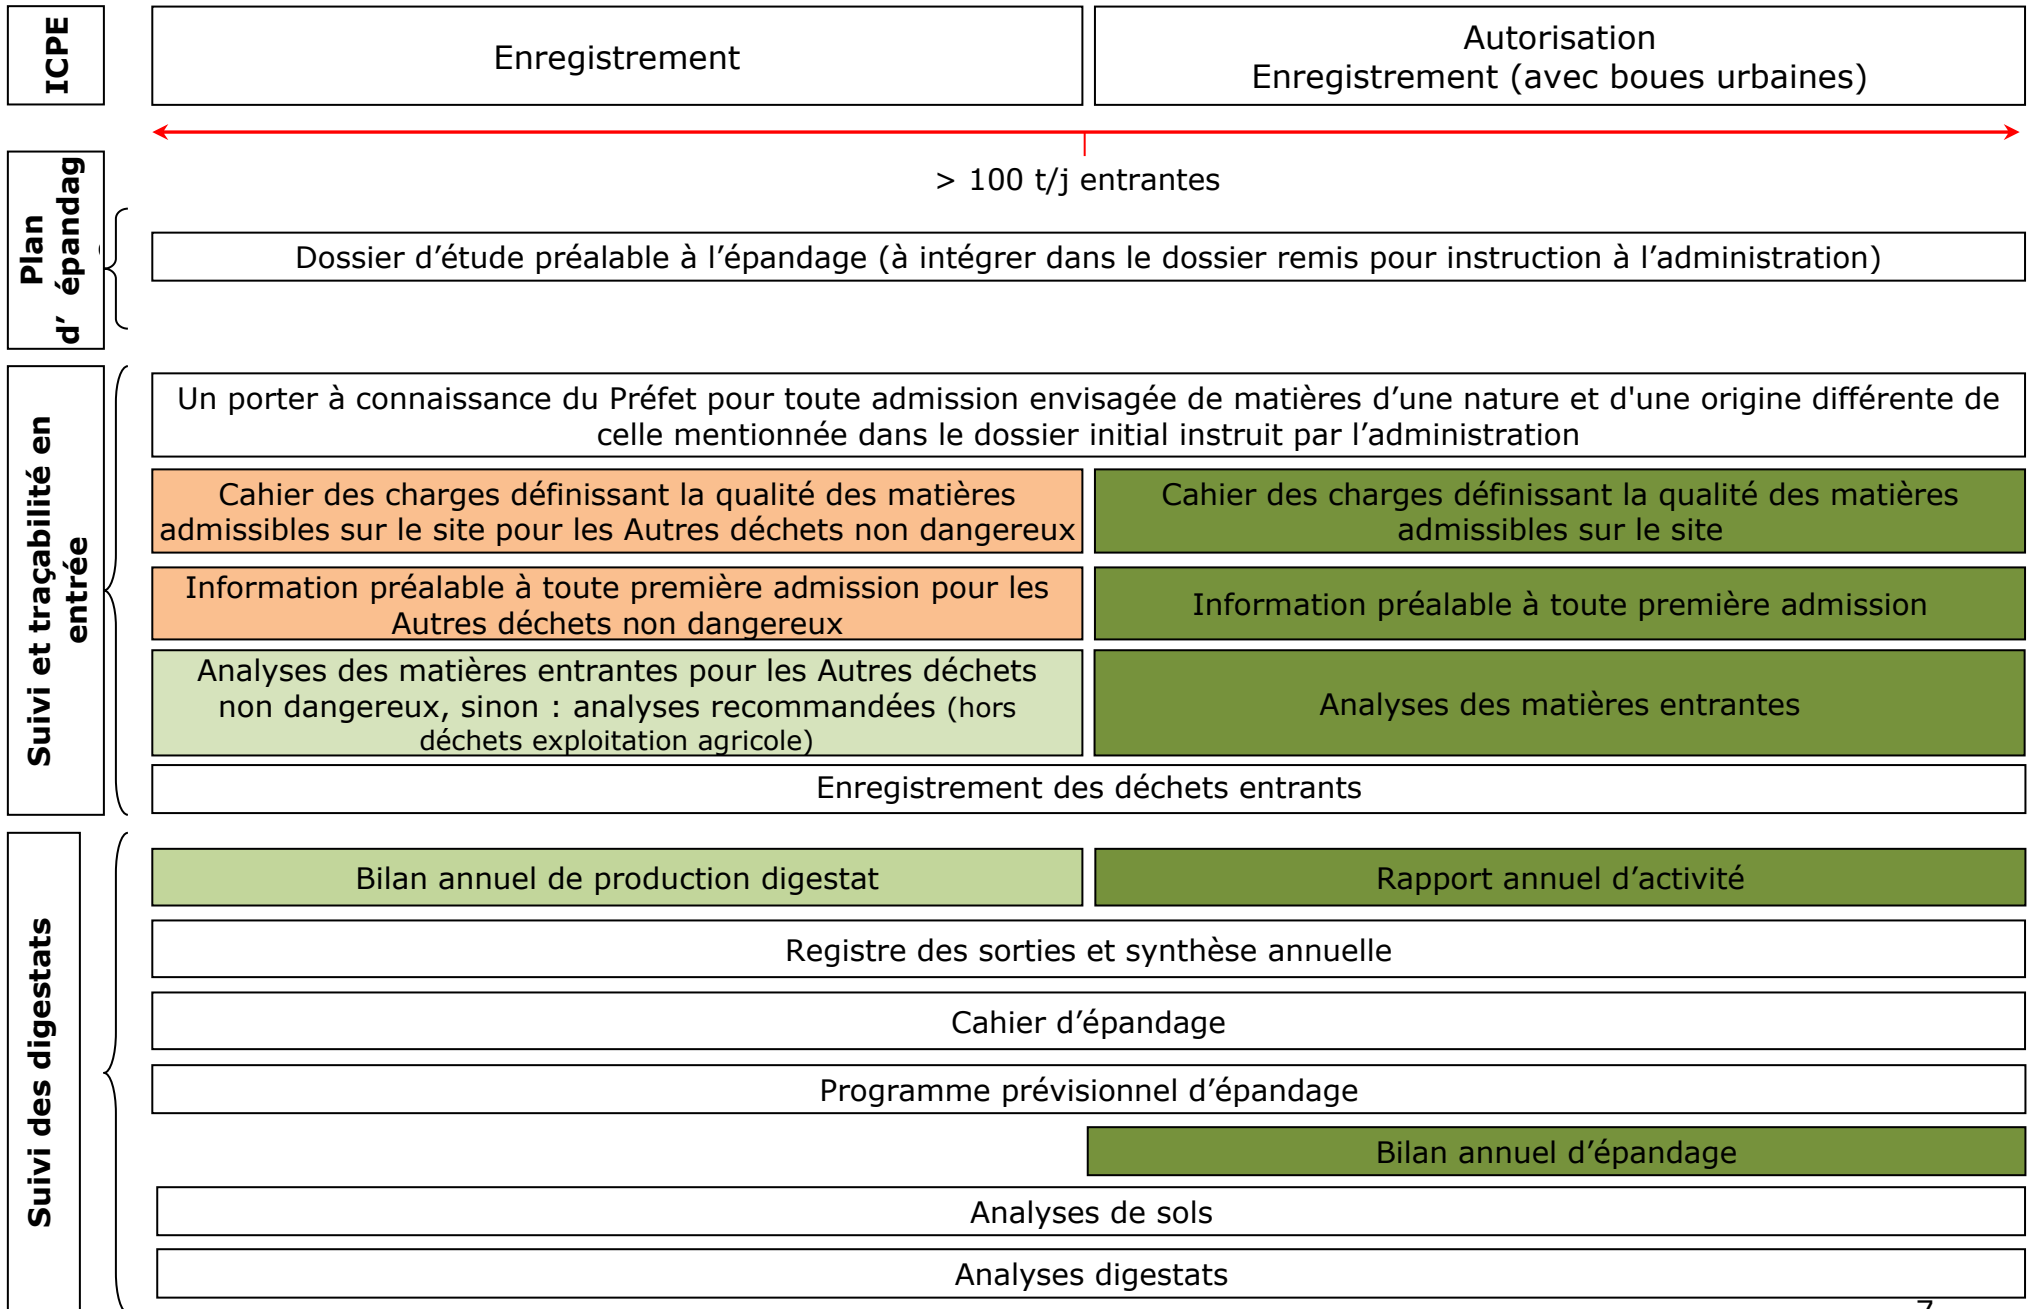 ICPE
Enregistrement
Autorisation
Enregistrement (avec boues urbaines)
> 100 t/j entrantes
Plan
d’ épandag
Dossier d’étude préalable à l’épandage (à intégrer dans le dossier remis pour instruction à l’administration)
Suivi et traçabilité en
entrée
Un porter à connaissance du Préfet pour toute admission envisagée de matières d’une nature et d'une origine différente de
celle mentionnée dans le dossier initial instruit par l’administration
Cahier des charges définissant la qualité des matières
admissibles sur le site pour les Autres déchets non dangereux
Cahier des charges définissant la qualité des matières
admissibles sur le site
Information préalable à toute première admission pour les
Autres déchets non dangereux
Information préalable à toute première admission
Analyses des matières entrantes pour les Autres déchets
non dangereux, sinon : analyses recommandées (hors
déchets exploitation agricole)
Analyses des matières entrantes
Enregistrement des déchets entrants
Suivi des digestats
Bilan annuel de production digestat
Rapport annuel d’activité
Registre des sorties et synthèse annuelle
Cahier d’épandage
Programme prévisionnel d’épandage
Bilan annuel d’épandage
Analyses de sols
Analyses digestats